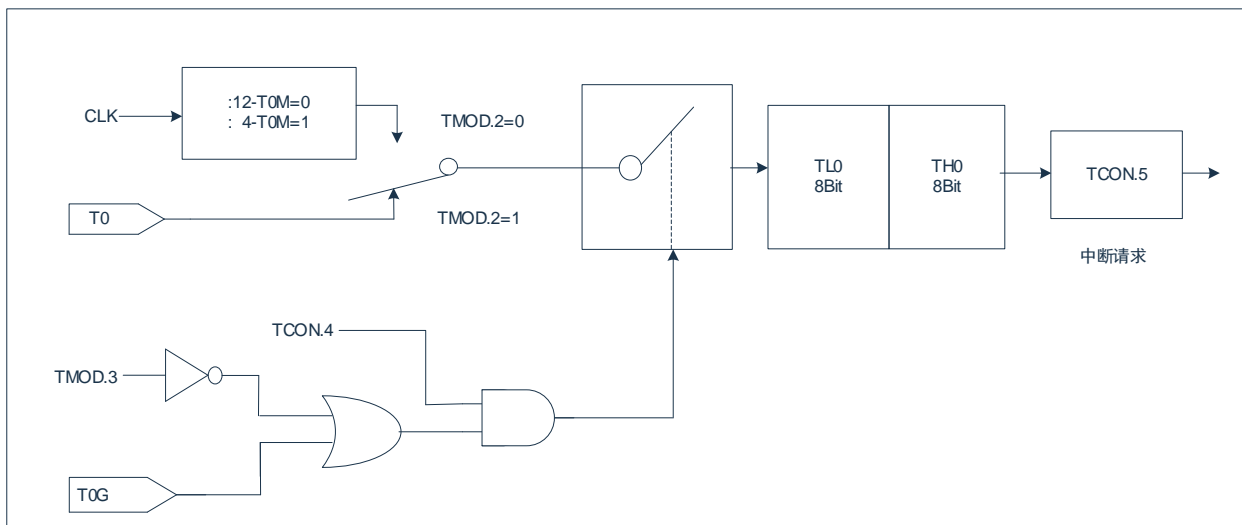 :12-T0M=0
: 4-T0M=1
CLK
TMOD.2=0
T0
TMOD.2=1
TL0
8Bit
TH0
8Bit
TCON.5
中断请求
TCON.4
TMOD.3
T0G